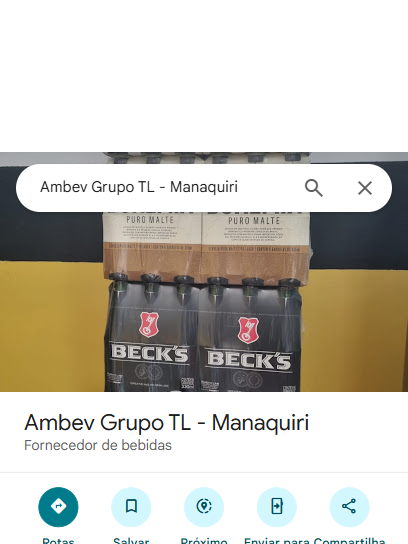 Ambev Grupo TL - Manaquiri
PURO MALTE
PURO MALTE
BECK'S
BECK'S
Ambev Grupo TL - Manaquiri
Fornecedor de bebidas
Rotas Salvar Próximo Enviar para Compartilha